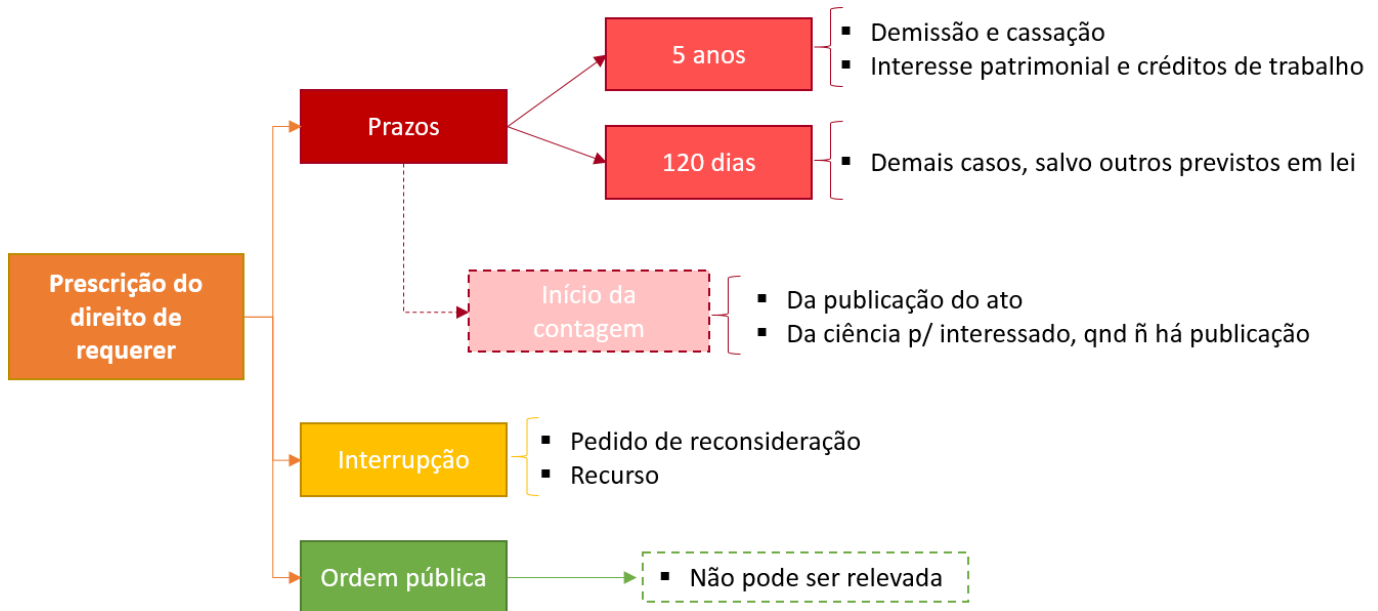 Prescrição do
direito de
requerer
Prazos
5 anos
▪ Demissão e cassação
▪ Interesse patrimonial e créditos de trabalho
120 dias
▪ Demais casos, salvo outros previstos em lei
Início da
contagem
▪ Da publicação do ato
▪ Da ciência p/ interessado, qnd ñ há publicação
Interrupção
▪ Pedido de reconsideração
▪ Recurso
Ordem pública
▪ Não pode ser relevada